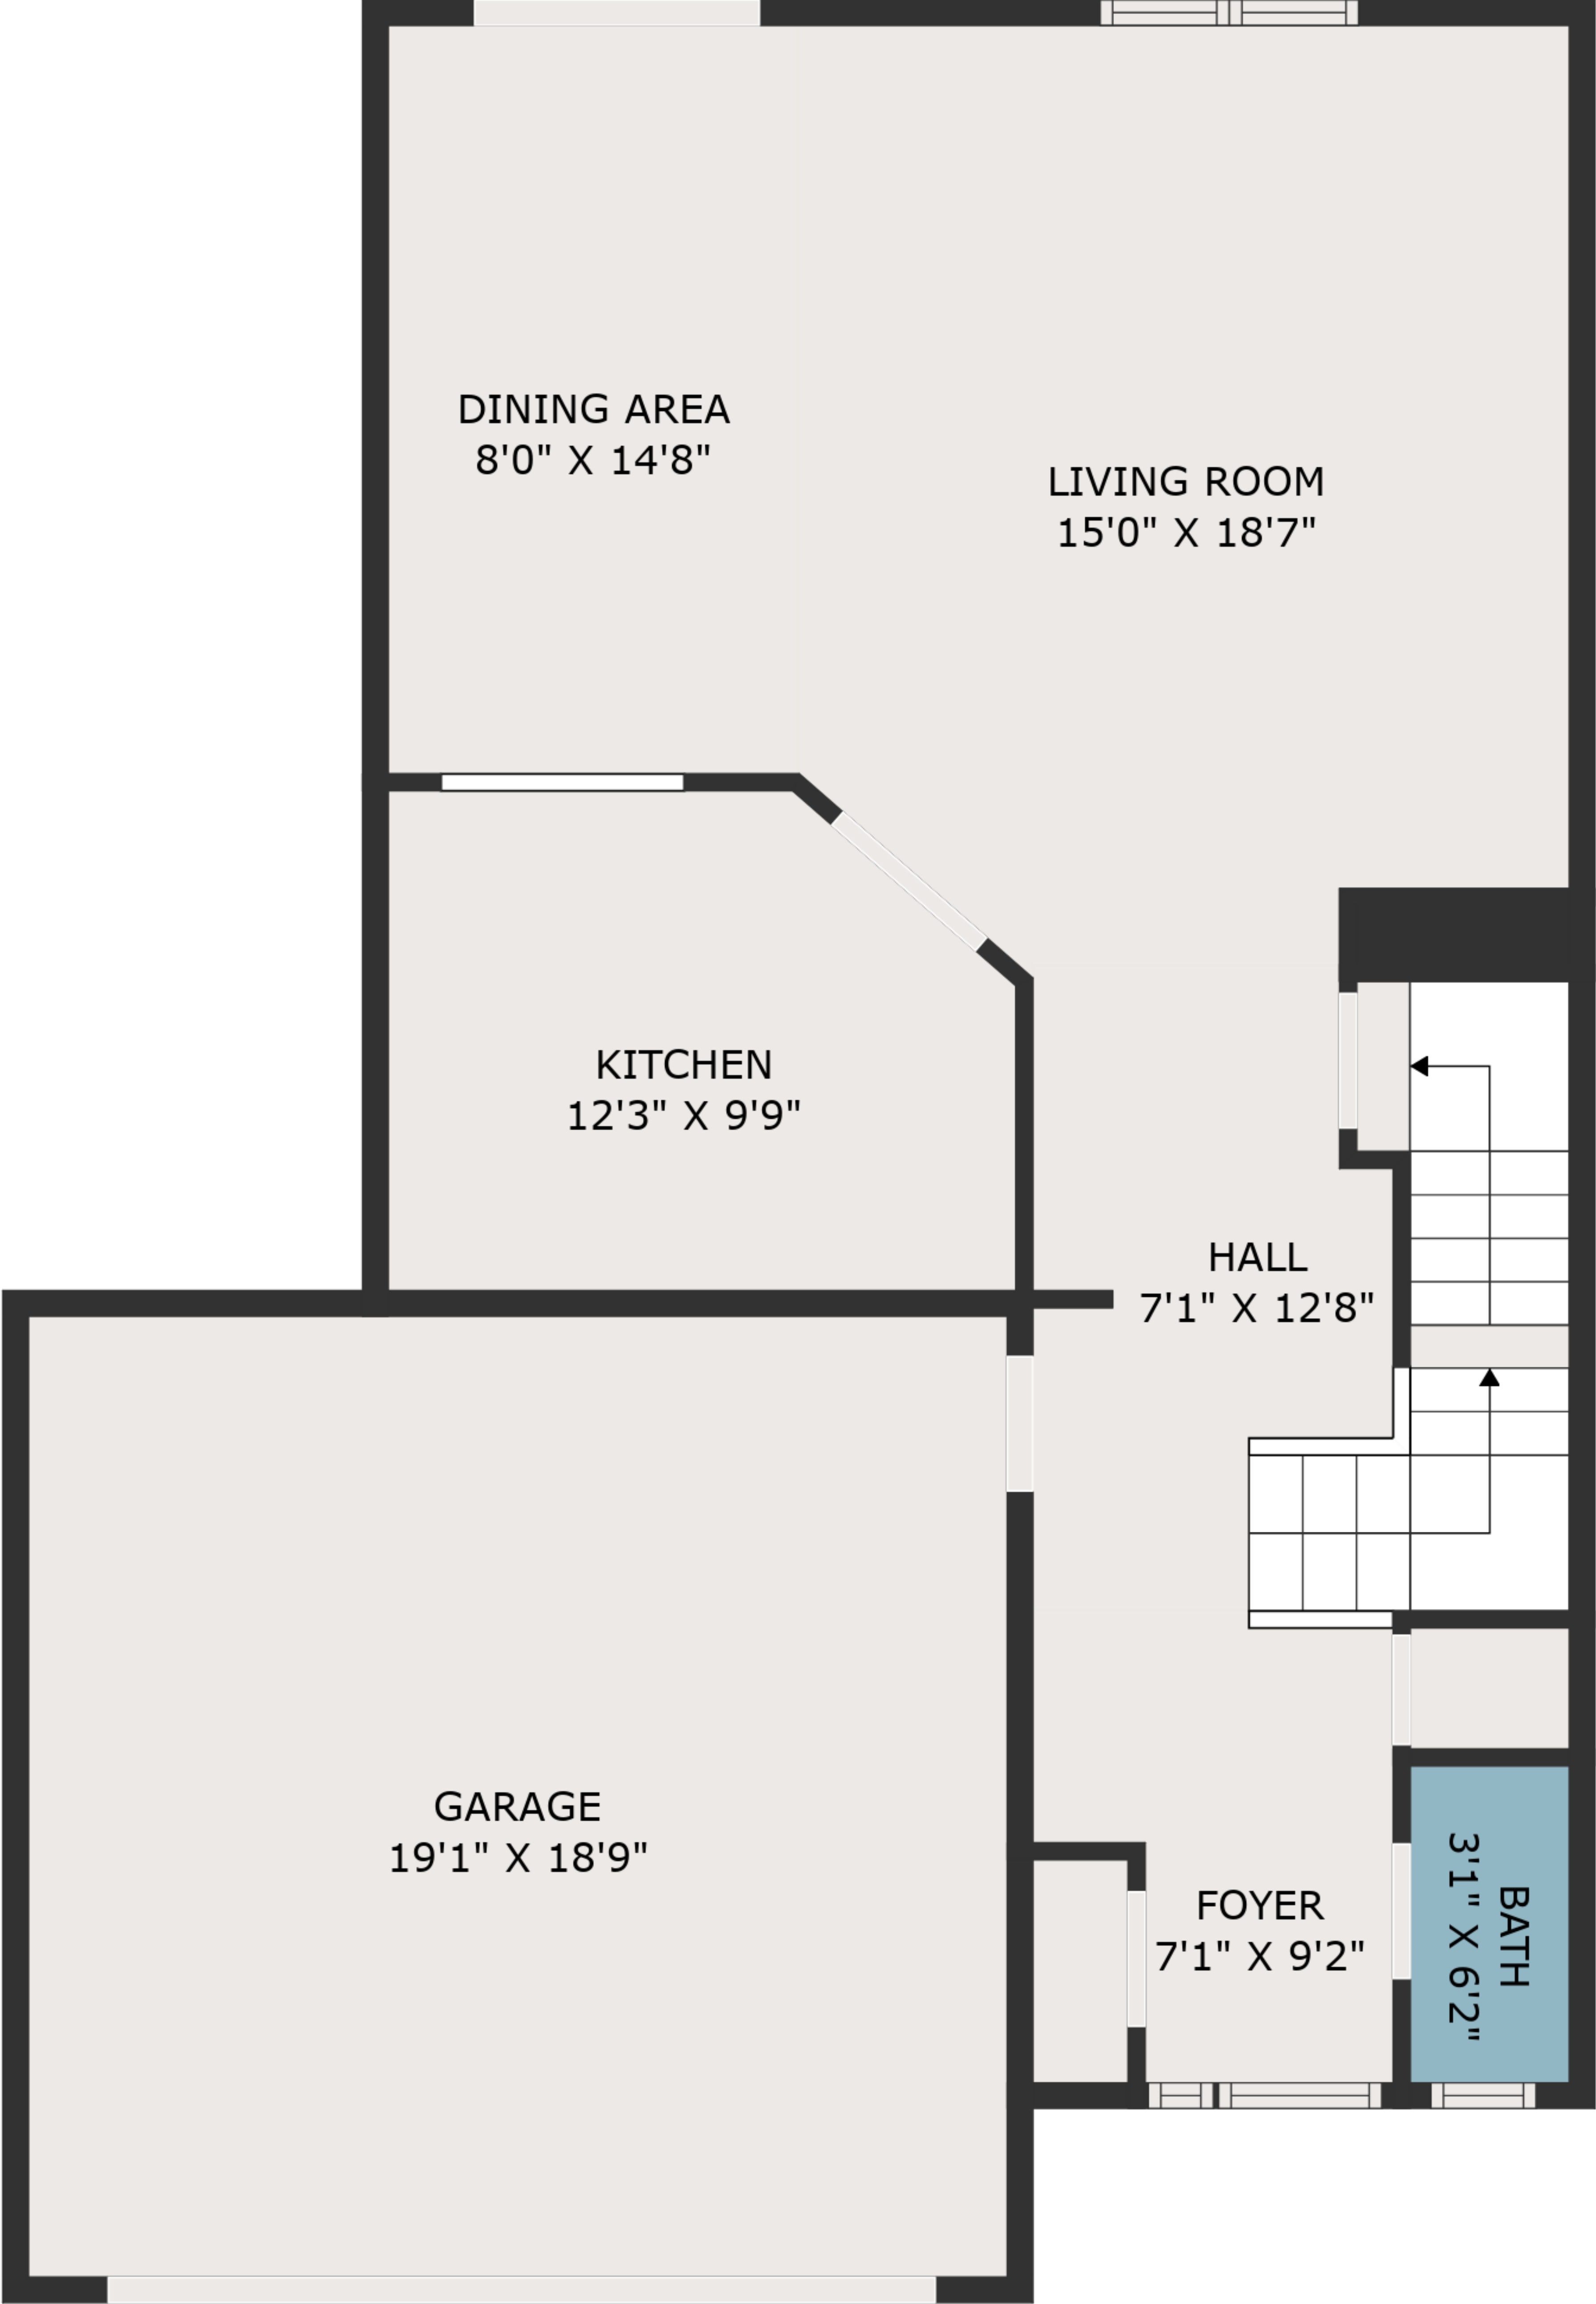 DINING AREA
8'0" X 14'8"
LIVING ROOM
15'0" X 18'7"
KITCHEN
12'3" X 9'9"
HALL
7'1" X 12'8"
GARAGE
19'1" X 18'9"
FOYER
7'1" X 9'2"
BATH
3'1" X 6'2"